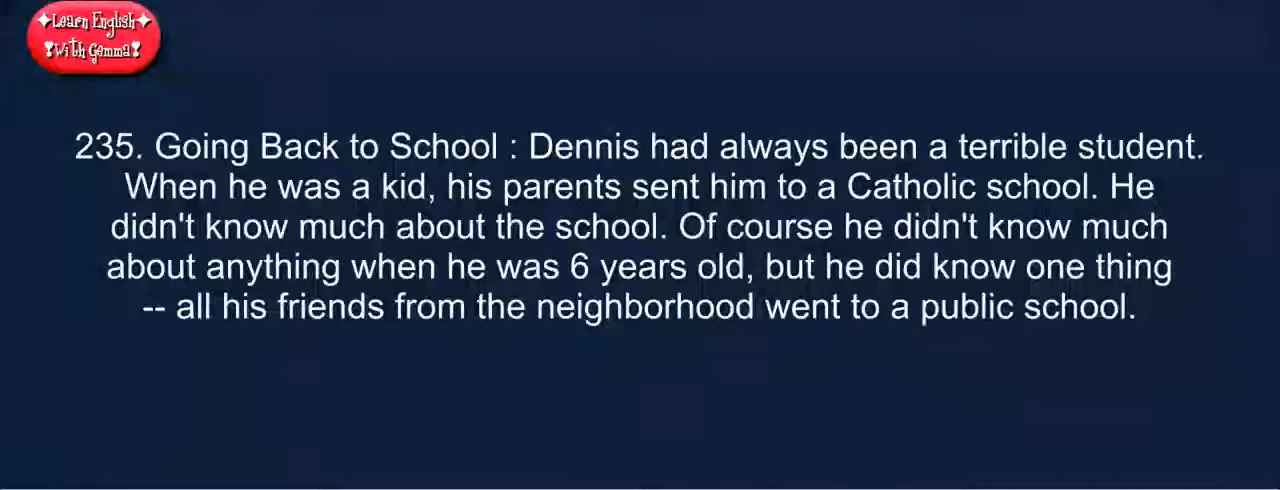 ✦Learn English✦
❣With Gemma❣
235. Going Back to School : Dennis had always been a terrible student.
When he was a kid, his parents sent him to a Catholic school. He
didn't know much about the school. Of course he didn't know much
about anything when he was 6 years old, but he did know one thing
-- all his friends from the neighborhood went to a public school.